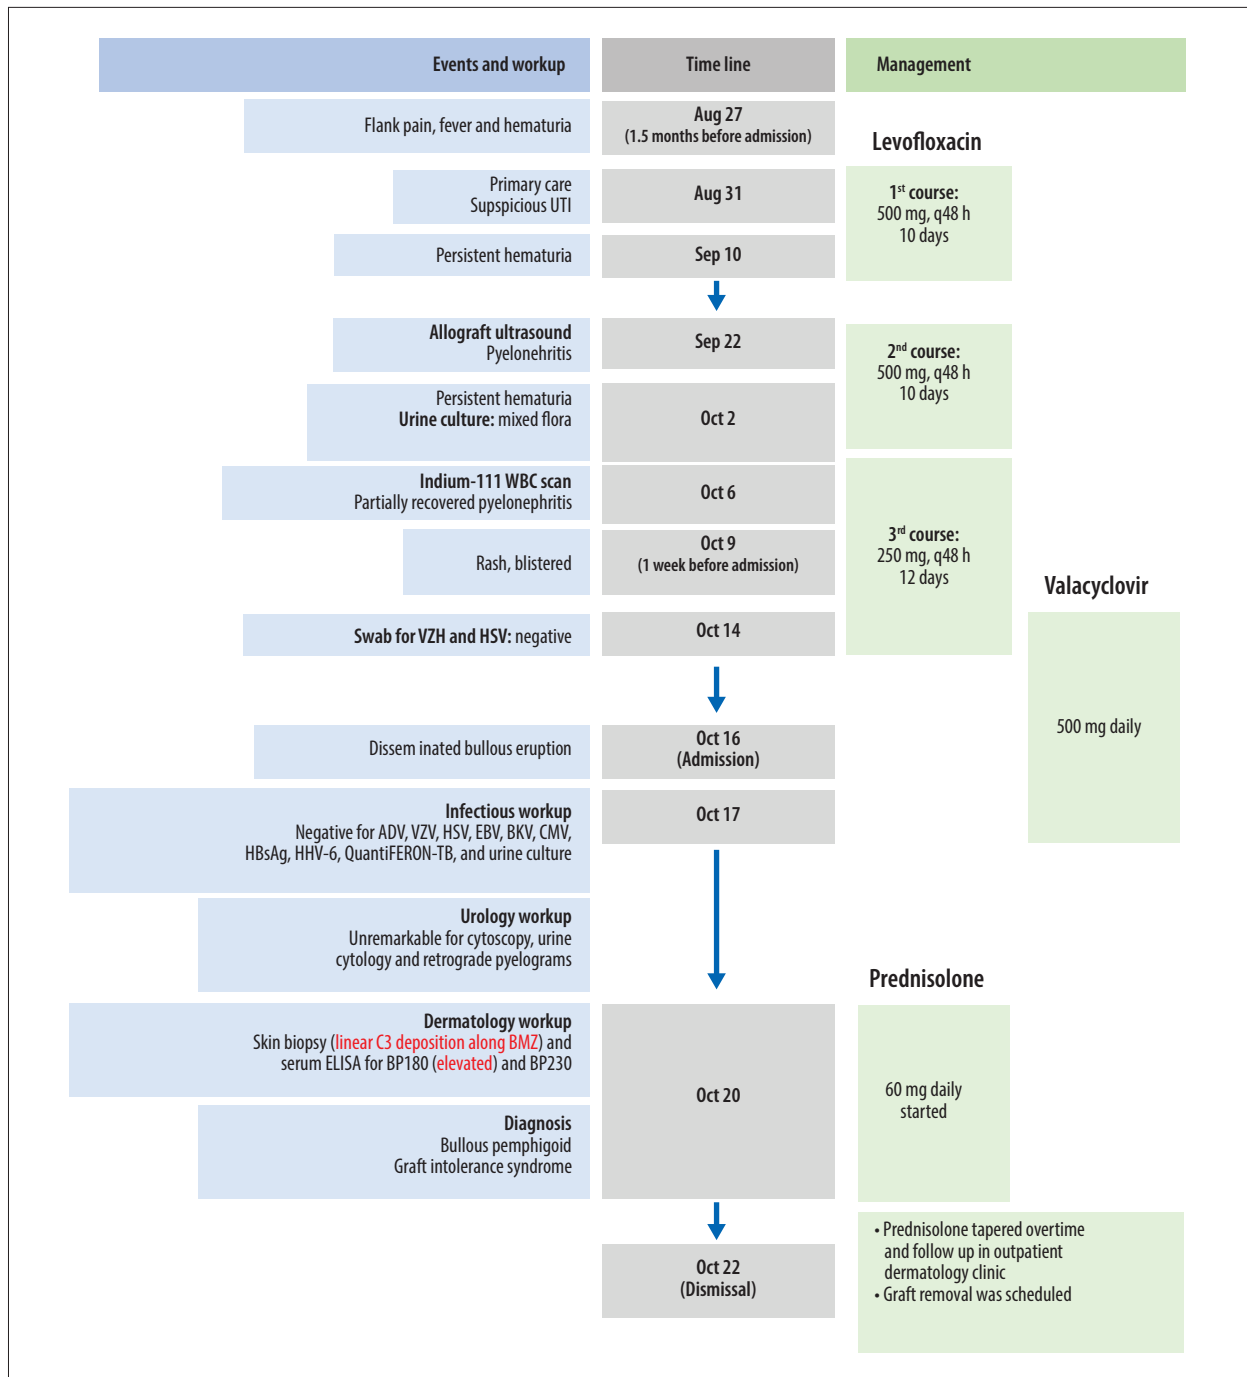 Events and workup
Time line
Management
Flank pain, fever and hematuria
Aug 27
(1.5 months before admission)
Levofloxacin
Primary care
Supspicious UTI
Aug 31
1st course:
500 mg, q48 h
10 days
Persistent hematuria
Sep 10
Allograft ultrasound
Pyelonehritis
Sep 22
2nd course:
500 mg, q48 h
10 days
Persistent hematuria
Urine culture: mixed flora
Oct 2
Indium-111 WBC scan
Partially recovered pyelonephritis
Oct 6
3rd course:
250 mg, q48 h
12 days
Rash, blistered
Oct 9
(1 week before admission)
Valacyclovir
Swab for VZH and HSV: negative
Oct 14
500 mg daily
Dissem inated bullous eruption
Oct 16
(Admission)
Infectious workup
Negative for ADV, VZV, HSV, EBV, BKV, CMV,
HBsAg, HHV-6, QuantiFERON-TB, and urine culture
Oct 17
Urology workup
Unremarkable for cytoscopy, urine
cytology and retrograde pyelograms
Prednisolone
Dermatology workup
Skin biopsy (linear C3 deposition along BMZ) and
serum ELISA for BP180 (elevated) and BP230
Oct 20
60 mg daily
started
Diagnosis
Bullous pemphigoid
Graft intolerance syndrome
Oct 22
(Dismissal)
• Prednisolone tapered overtime
and follow up in outpatient
dermatology clinic
• Graft removal was scheduled